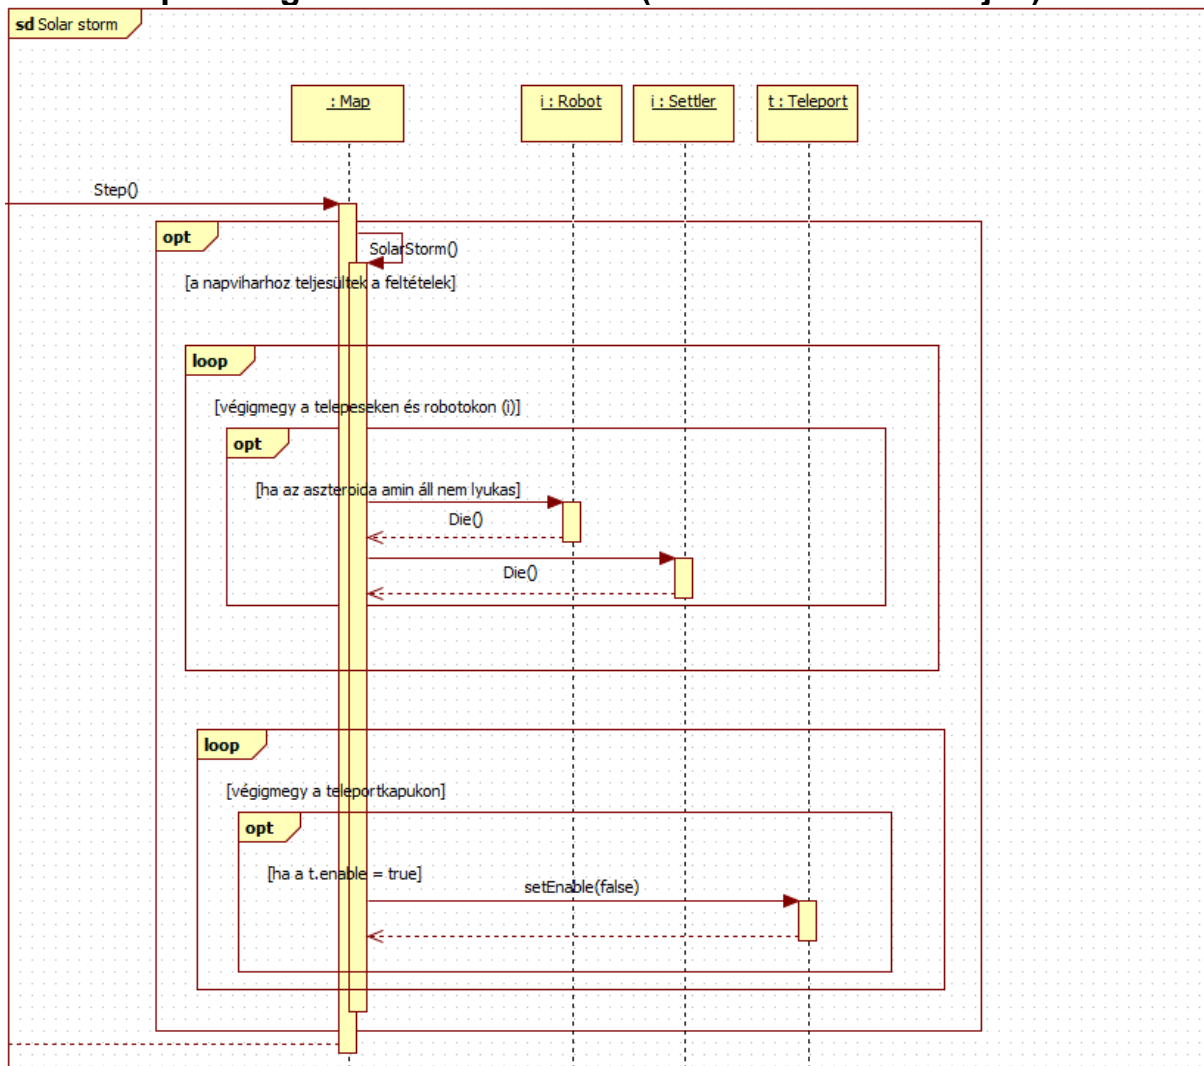 sd Solar storm
: Map
i : Robot
i : Settler
t : Teleport
Step()
opt
SolarStorm()
[a napviharhoz teljesültek a feltételek]
loop
[végigmegy a telepeseken és robotokon (i)]
opt
[ha az aszteroida amin áll nem lyukas]
Die()
Die()
loop
[végigmegy a teleportkapukon]
opt
[ha a t.enable = true]
setEnable(false)